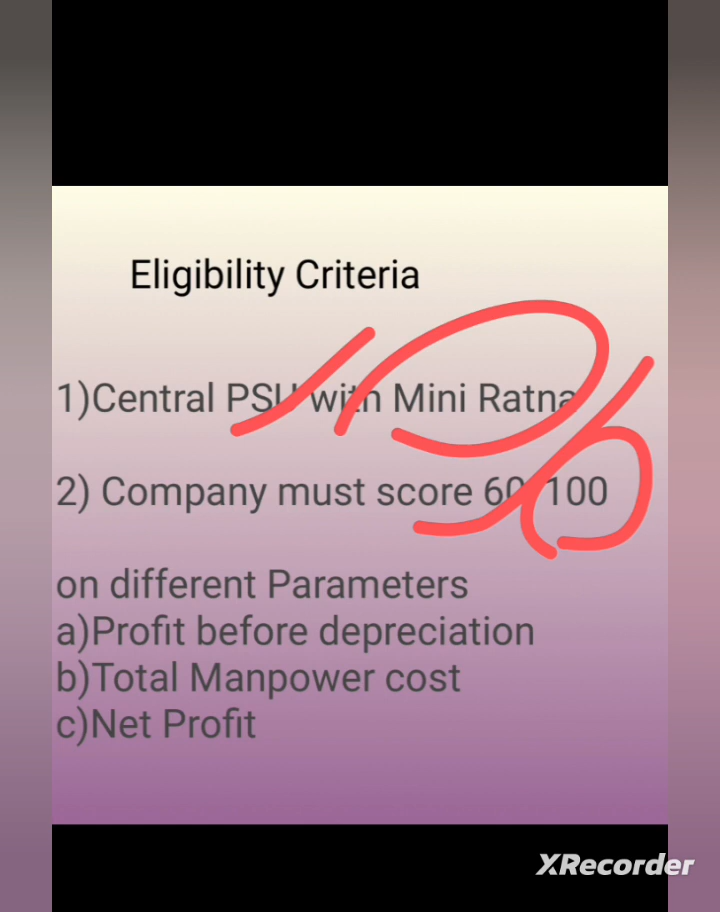 Eligibility Criteria
1)Central PSU with Mini Ratna
2) Company must score 60/100
on different Parameters
a)Profit before depreciation
b)Total Manpower cost
c)Net Profit
XRecorder